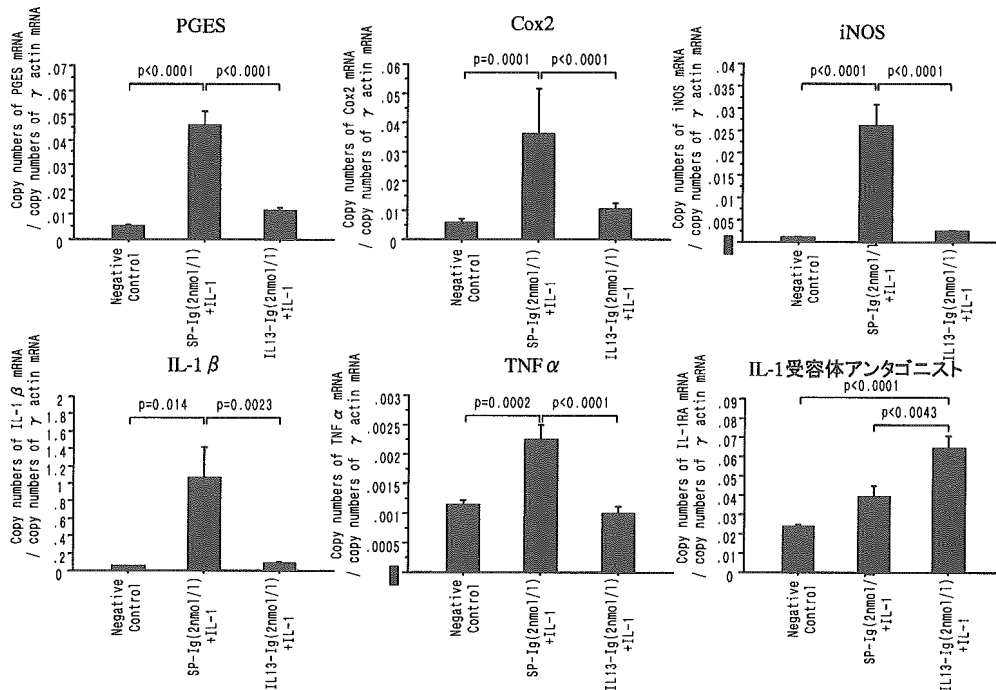 PGES
Copy numbers of PGES mRNA
/ copy numbers of γ actin mRNA
.07
.06
.05
.04
.03
.02
.01
0
p<0.0001
p<0.0001
Negative
Control
SP-Ig(2nmol/l)
+IL-1
IL13-Ig(2nmol/l)
+IL-1
Cox2
Copy numbers of Cox2 mRNA
/ copy numbers of γ actin mRNA
.06
.05
.04
.03
.02
.01
0
p=0.0001
p<0.0001
Negative
Control
SP-Ig(2nmol/l)
+IL-1
IL13-Ig(2nmol/l)
+IL-1
iNOS
Copy numbers of iNOS mRNA
/ copy numbers of γ actin mRNA
.04
.035
.03
.025
.02
.015
.01
.005
p<0.0001
p<0.0001
Negative
Control
SP-Ig(2nmol/l
+IL-1
IL13-Ig(2nmol/l)
+IL-1
IL-1β
Copy numbers of IL-1β mRNA
/ copy numbers of γ actin mRNA
2
1.8
1.6
1.4
1.2
1
.8
.6
.4
.2
0
p=0.014
p=0.0023
Negative
Control
SP-Ig(2nmol/l)
+IL-1
IL13-Ig(2nmol/l)
+IL-1
TNFα
Copy numbers of TNFα mRNA
/ copy numbers of γ actin mRNA
.003
.0025
.002
.0015
.001
.0005
p=0.0002
p<0.0001
Negative
Control
SP-Ig(2nmol/l)
+IL-1
IL13-Ig(2nmol/l)
+IL-1
IL-1受容体アンタゴニスト
Copy numbers of IL-1RA mRNA
/ copy numbers of γ actin mRNA
.09
.08
.07
.06
.05
.04
.03
.02
.01
0
p<0.0001
p<0.0043
Negative
Control
SP-Ig(2nmol/l
+IL-1
IL13-Ig(2nmol/l)
+IL-1